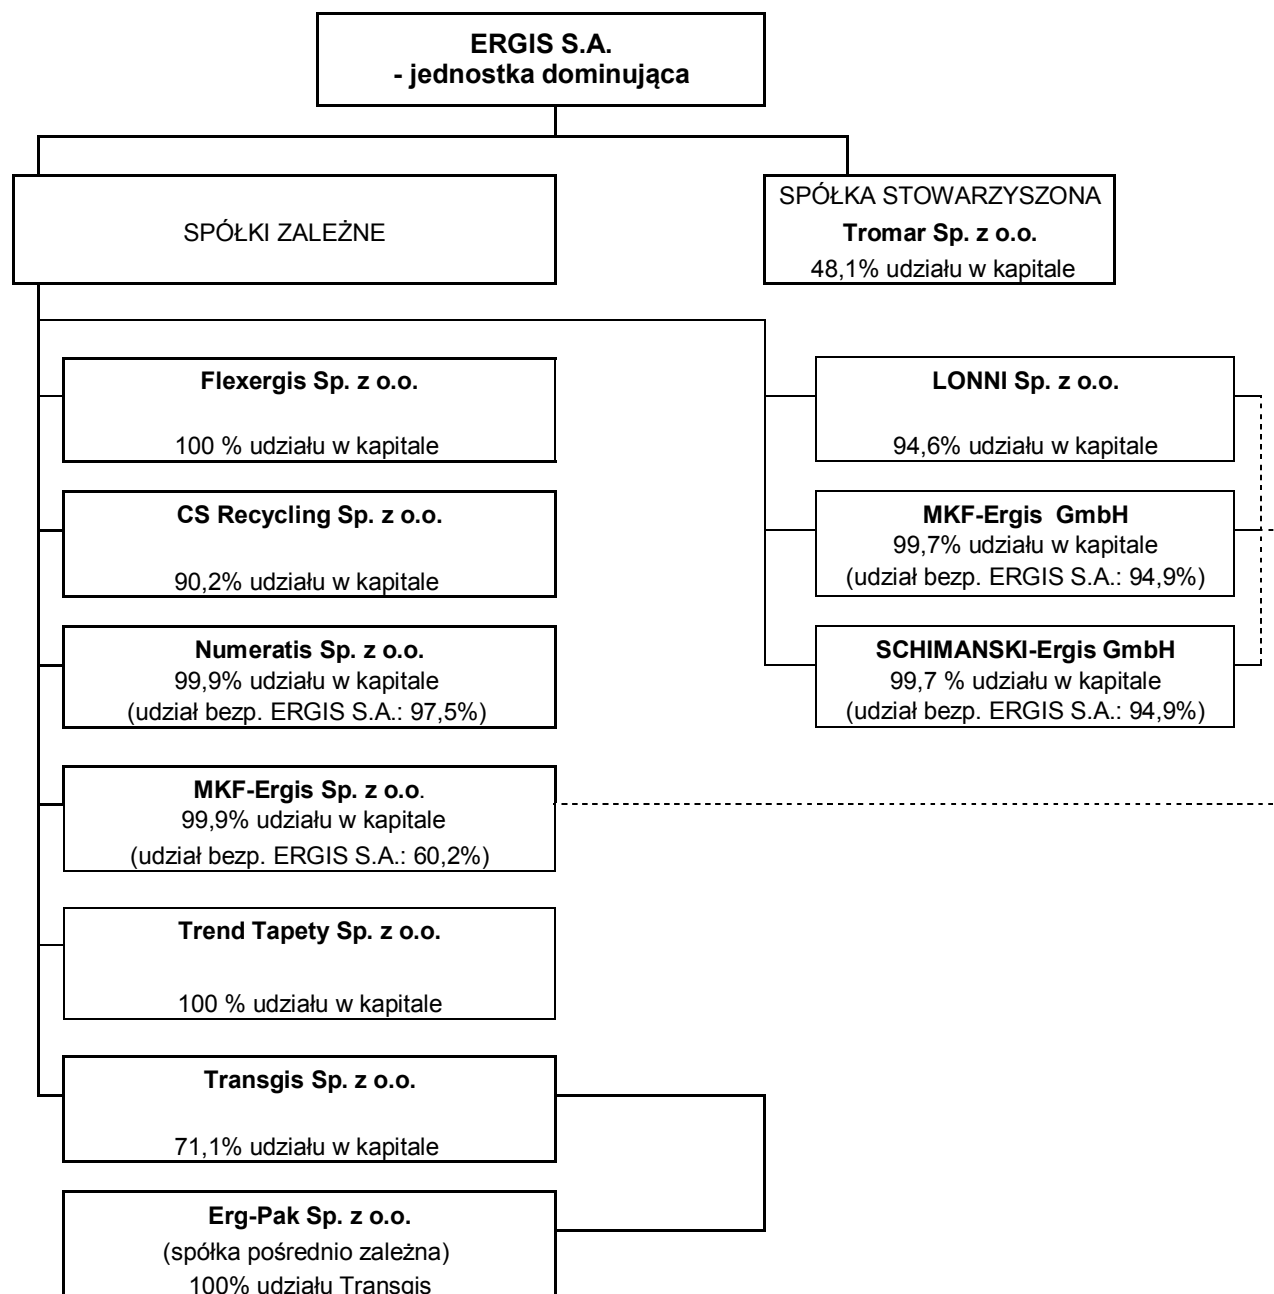 ERGIS S.A.
- jednostka dominująca
SPÓŁKI ZALEŻNE
SPÓŁKA STOWARZYSZONA
Tromar Sp. z o.o.
48,1% udziału w kapitale
Flexergis Sp. z o.o.
100 % udziału w kapitale
LONNI Sp. z o.o.
94,6% udziału w kapitale
CS Recycling Sp. z o.o.
90,2% udziału w kapitale
MKF-Ergis GmbH
99,7% udziału w kapitale
(udział bezp. ERGIS S.A.: 94,9%)
Numeratis Sp. z o.o.
99,9% udziału w kapitale
(udział bezp. ERGIS S.A.: 97,5%)
SCHIMANSKI-Ergis GmbH
99,7 % udziału w kapitale
(udział bezp. ERGIS S.A.: 94,9%)
MKF-Ergis Sp. z o.o.
99,9% udziału w kapitale
(udział bezp. ERGIS S.A.: 60,2%)
Trend Tapety Sp. z o.o.
100 % udziału w kapitale
Transgis Sp. z o.o.
71,1% udziału w kapitale
Erg-Pak Sp. z o.o.
(spółka pośrednio zależna)
100% udziału Transgis